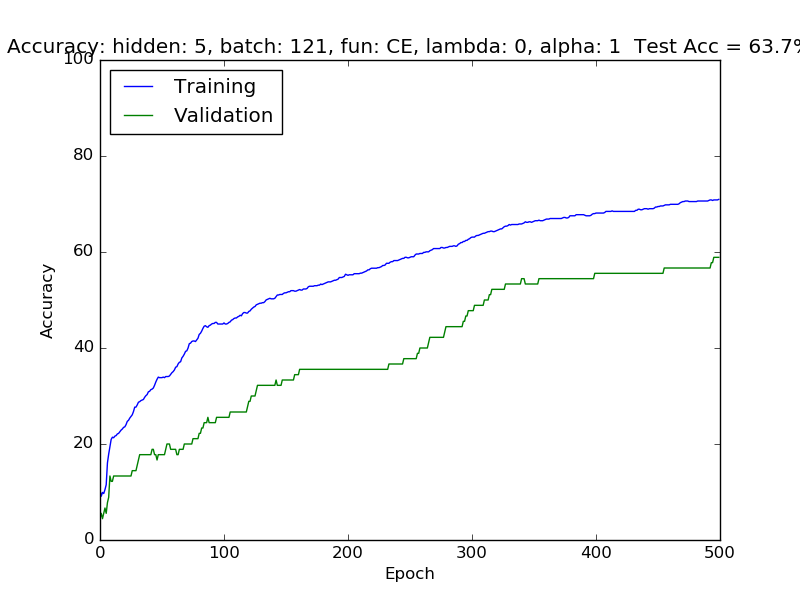 Accuracy: hidden: 5, batch: 121, fun: CE, lambda: 0, alpha: 1  Test Acc = 63.7%
100
Training
Validation
80
60
Accuracy
40
20
0
0 100 200 300 400 500
Epoch